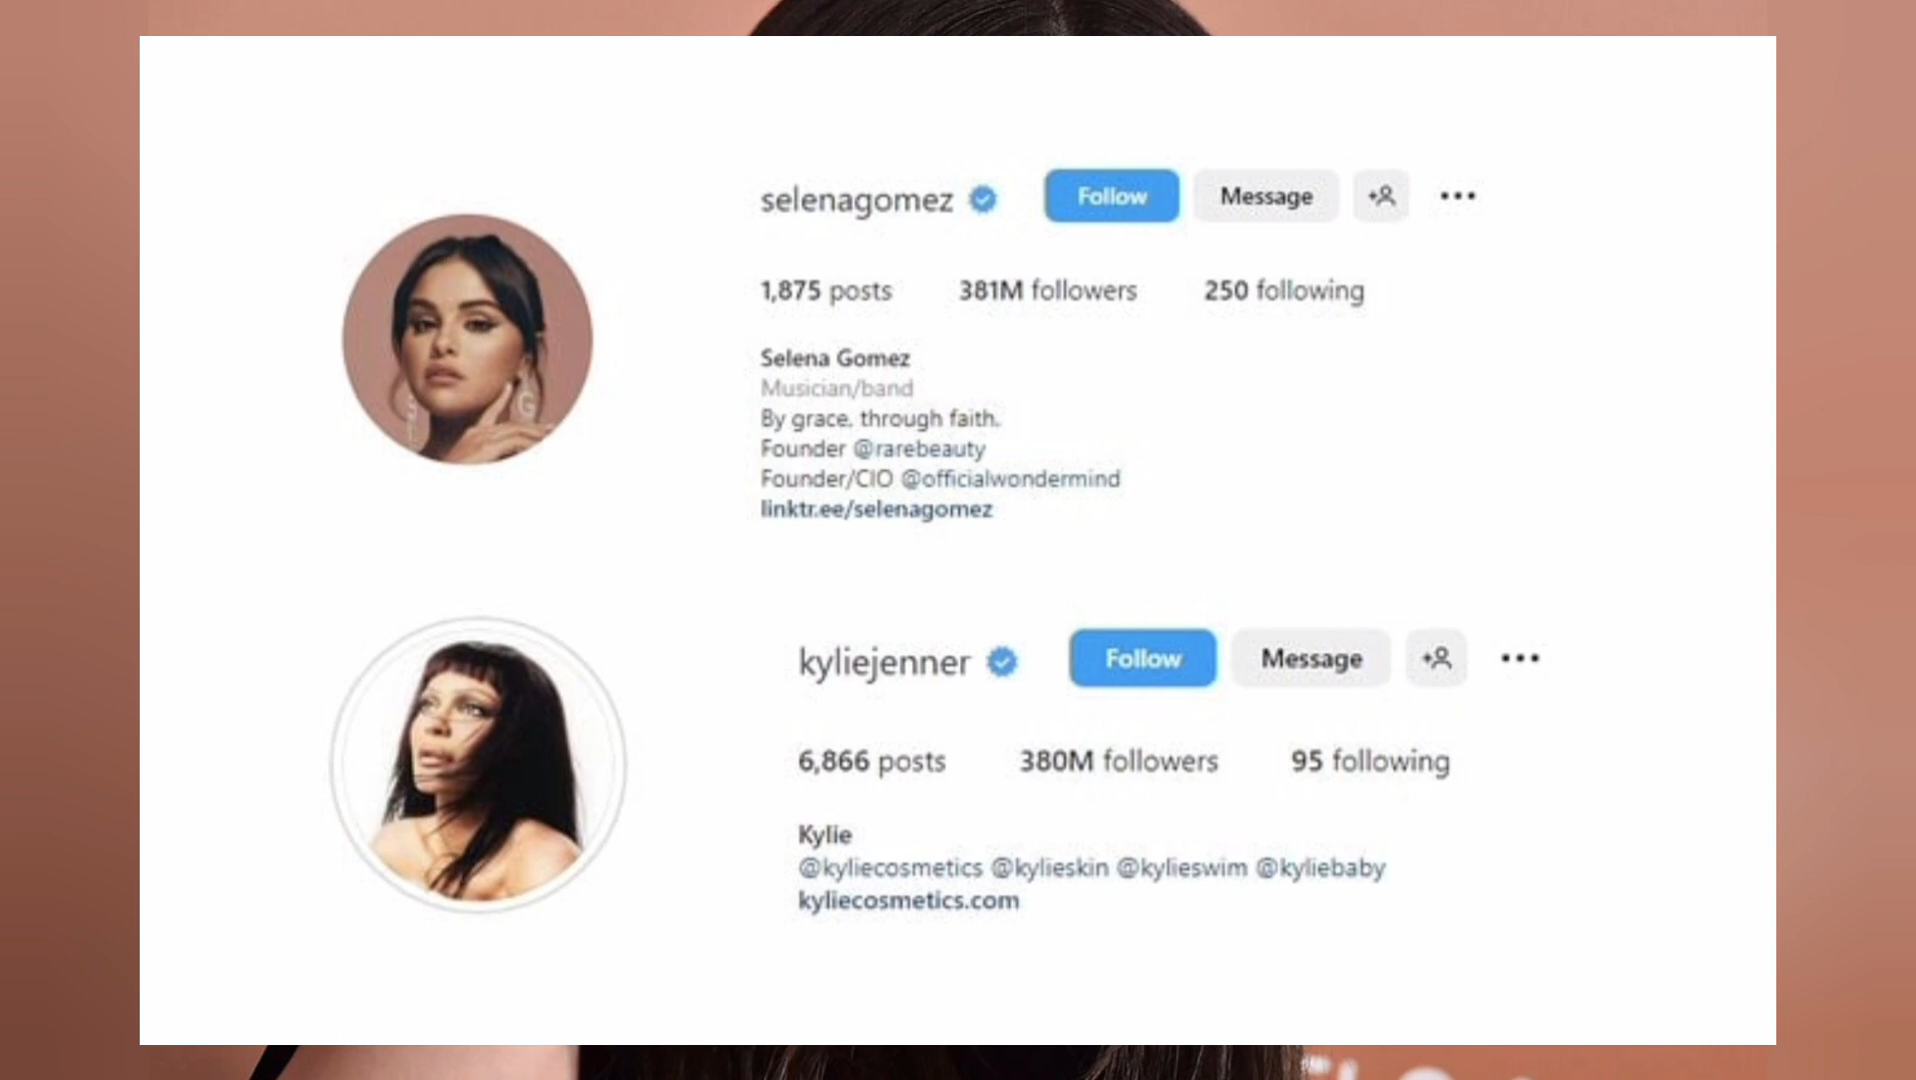 selenagomez Follow Message
1,875 posts 381M followers 250 following
Selena Gomez
Musician/band
By grace, through faith.
Founder @rarebeauty
Founder/CIO @officialwondermind
linktr.ee/selenagomez
kyliejenner Follow Message
6,866 posts 380M followers 95 following
Kylie
@kyliecosmetics @kylieskin @kylieswim @kyliebaby
kyliecosmetics.com